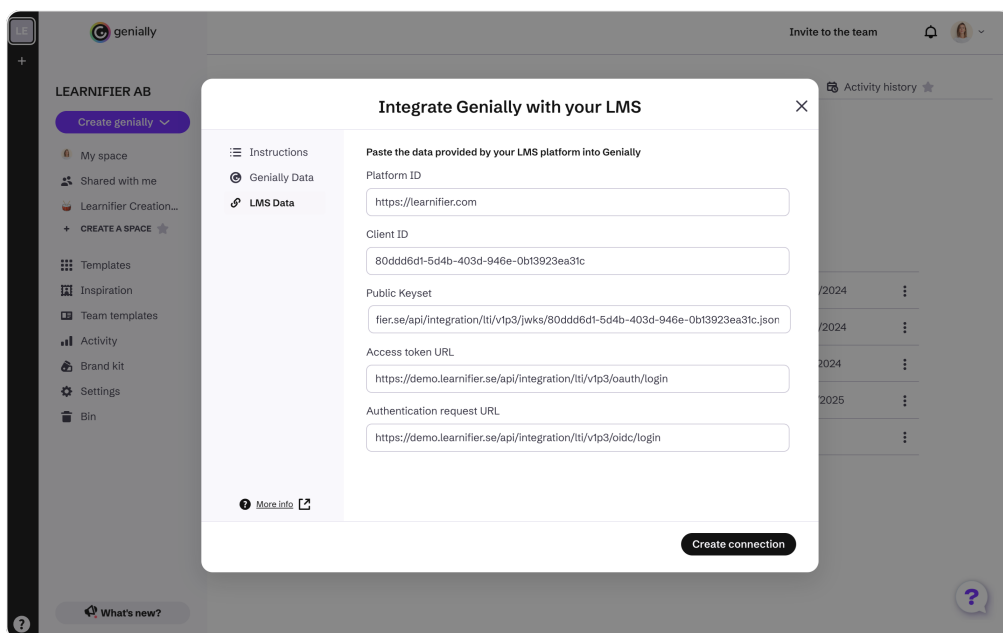 LE
genially
Invite to the team
+
LEARNIFIER AB
Activity history
Create genially
My space
Shared with me
Learnifier Creation...
+ CREATE A SPACE
Templates
Inspiration
Team templates
Activity
Brand kit
Settings
Bin
What's new?
?
Integrate Genially with your LMS
Instructions
Genially Data
LMS Data
? More info
Paste the data provided by your LMS platform into Genially
Platform ID
https://learnifier.com
Client ID
80ddd6d1-5d4b-403d-946e-0b13923ea31c
Public Keyset
fier.se/api/integration/lti/v1p3/jwks/80ddd6d1-5d4b-403d-946e-0b13923ea31c.json
Access token URL
https://demo.learnifier.se/api/integration/lti/v1p3/oauth/login
Authentication request URL
https://demo.learnifier.se/api/integration/lti/v1p3/oidc/login
Create connection
/2024
/2024
2024
/2025
?